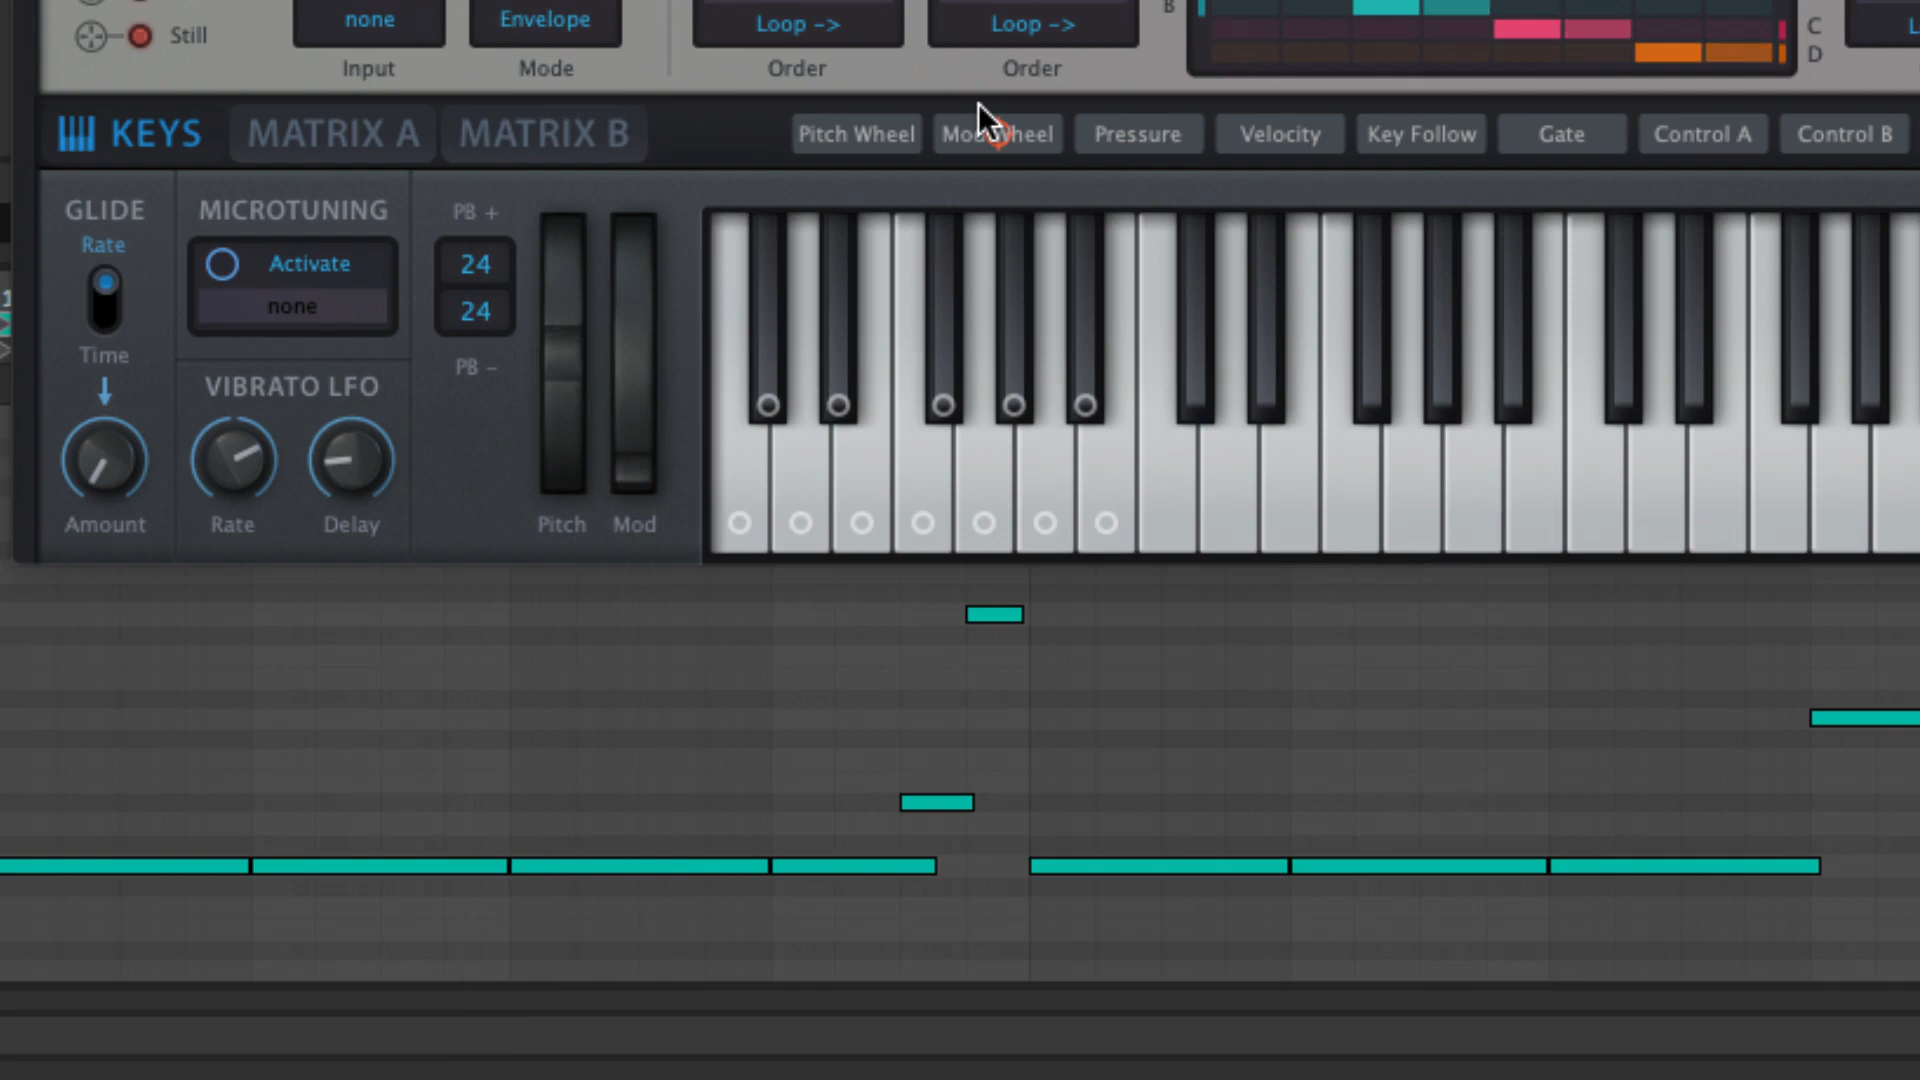 Still
none
Input
Envelope
Mode
Loop ->
Order
Loop ->
Order
B
C
D
L
KEYS
MATRIX A
MATRIX B
Pitch Wheel
Pressure
Velocity
Key Follow
Gate
Control A
Control B
GLIDE
Rate
Time
Amount
MICROTUNING
Activate
none
VIBRATO LFO
Rate
Delay
PB +
24
24
PB -
Pitch
Mod
1